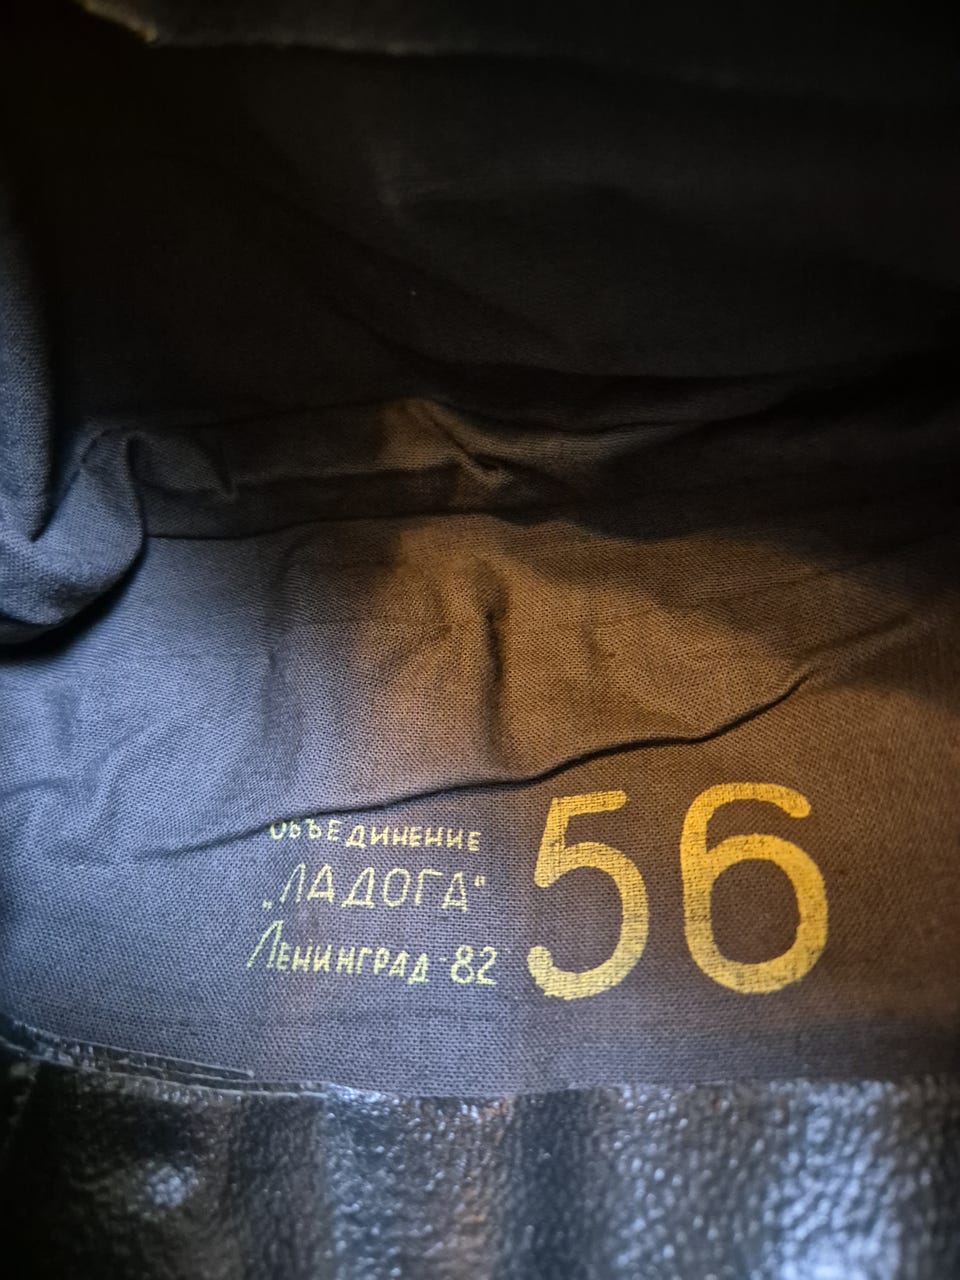 ОБЪЕДИНЕНИЕ
„ЛАДОГА“
ЛЕНИНГРАД-82
56